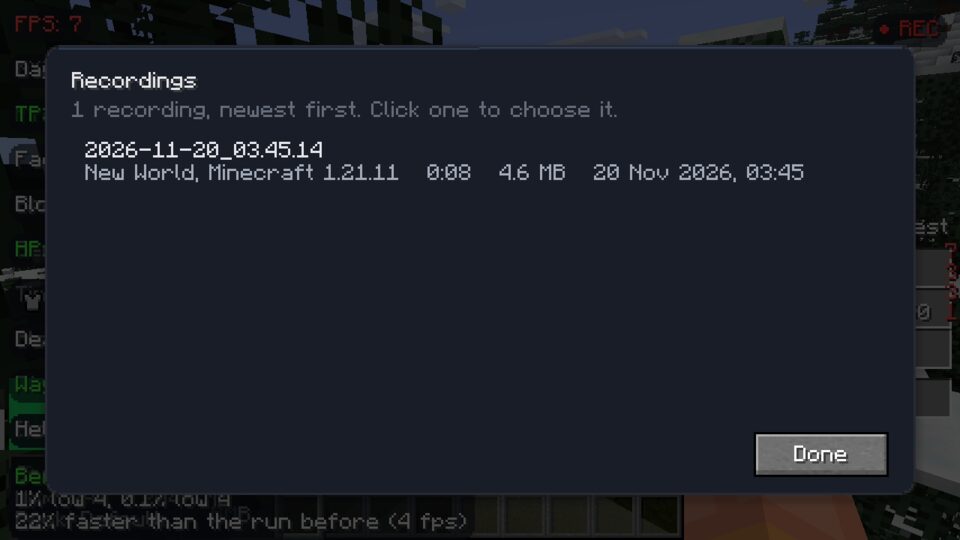 FPS: 7
REC
Recordings
1 recording, newest first. Click one to choose it.
2026-11-20_03.45.14
New World, Minecraft 1.21.11 0:08 4.6 MB 20 Nov 2026, 03:45
Done
1% low 4, 0.1% low 4
22% faster than the run before (4 fps)